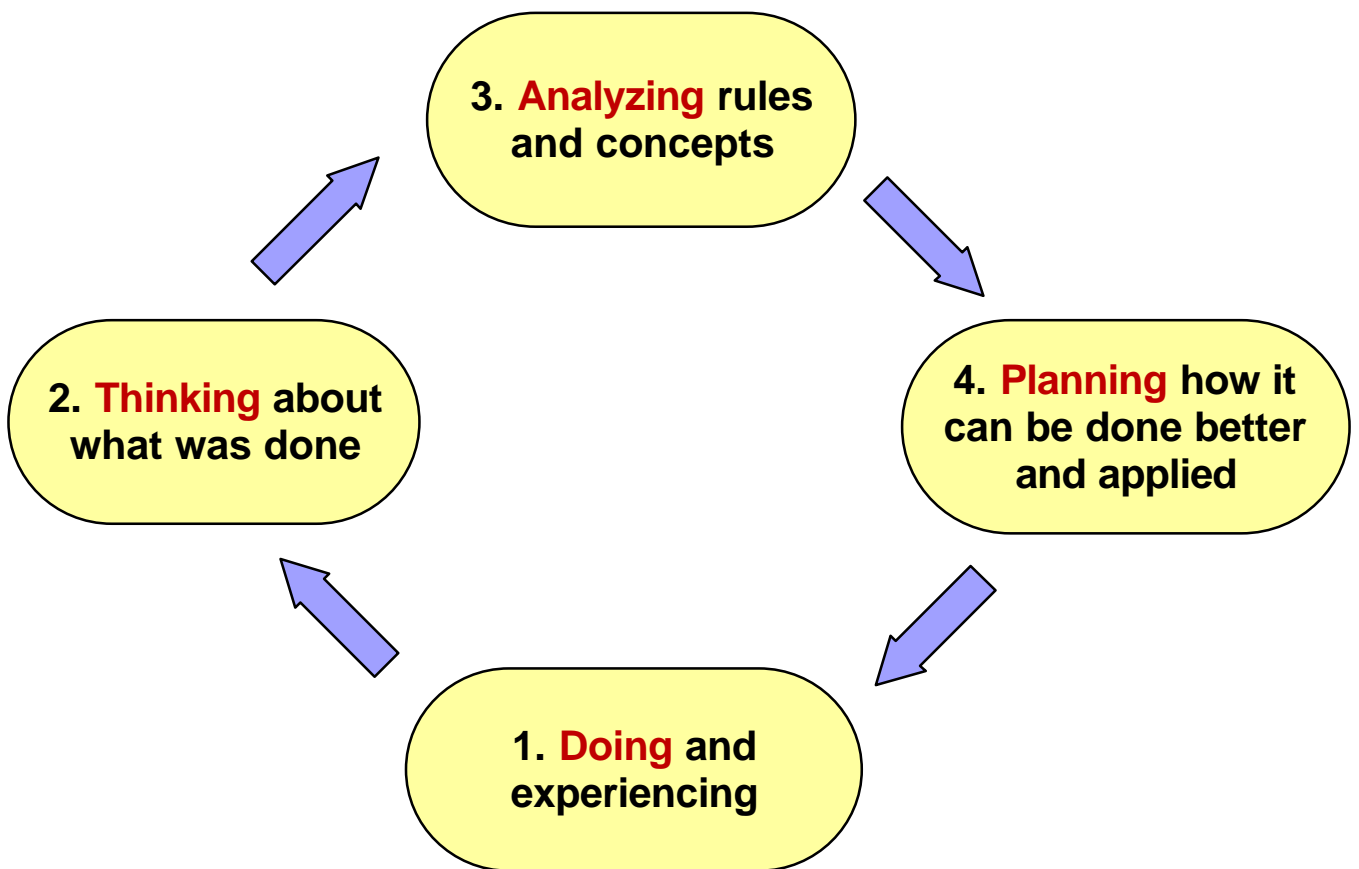 3. Analyzing rules
and concepts
2. Thinking about
what was done
4. Planning how it
can be done better
and applied
1. Doing and
experiencing